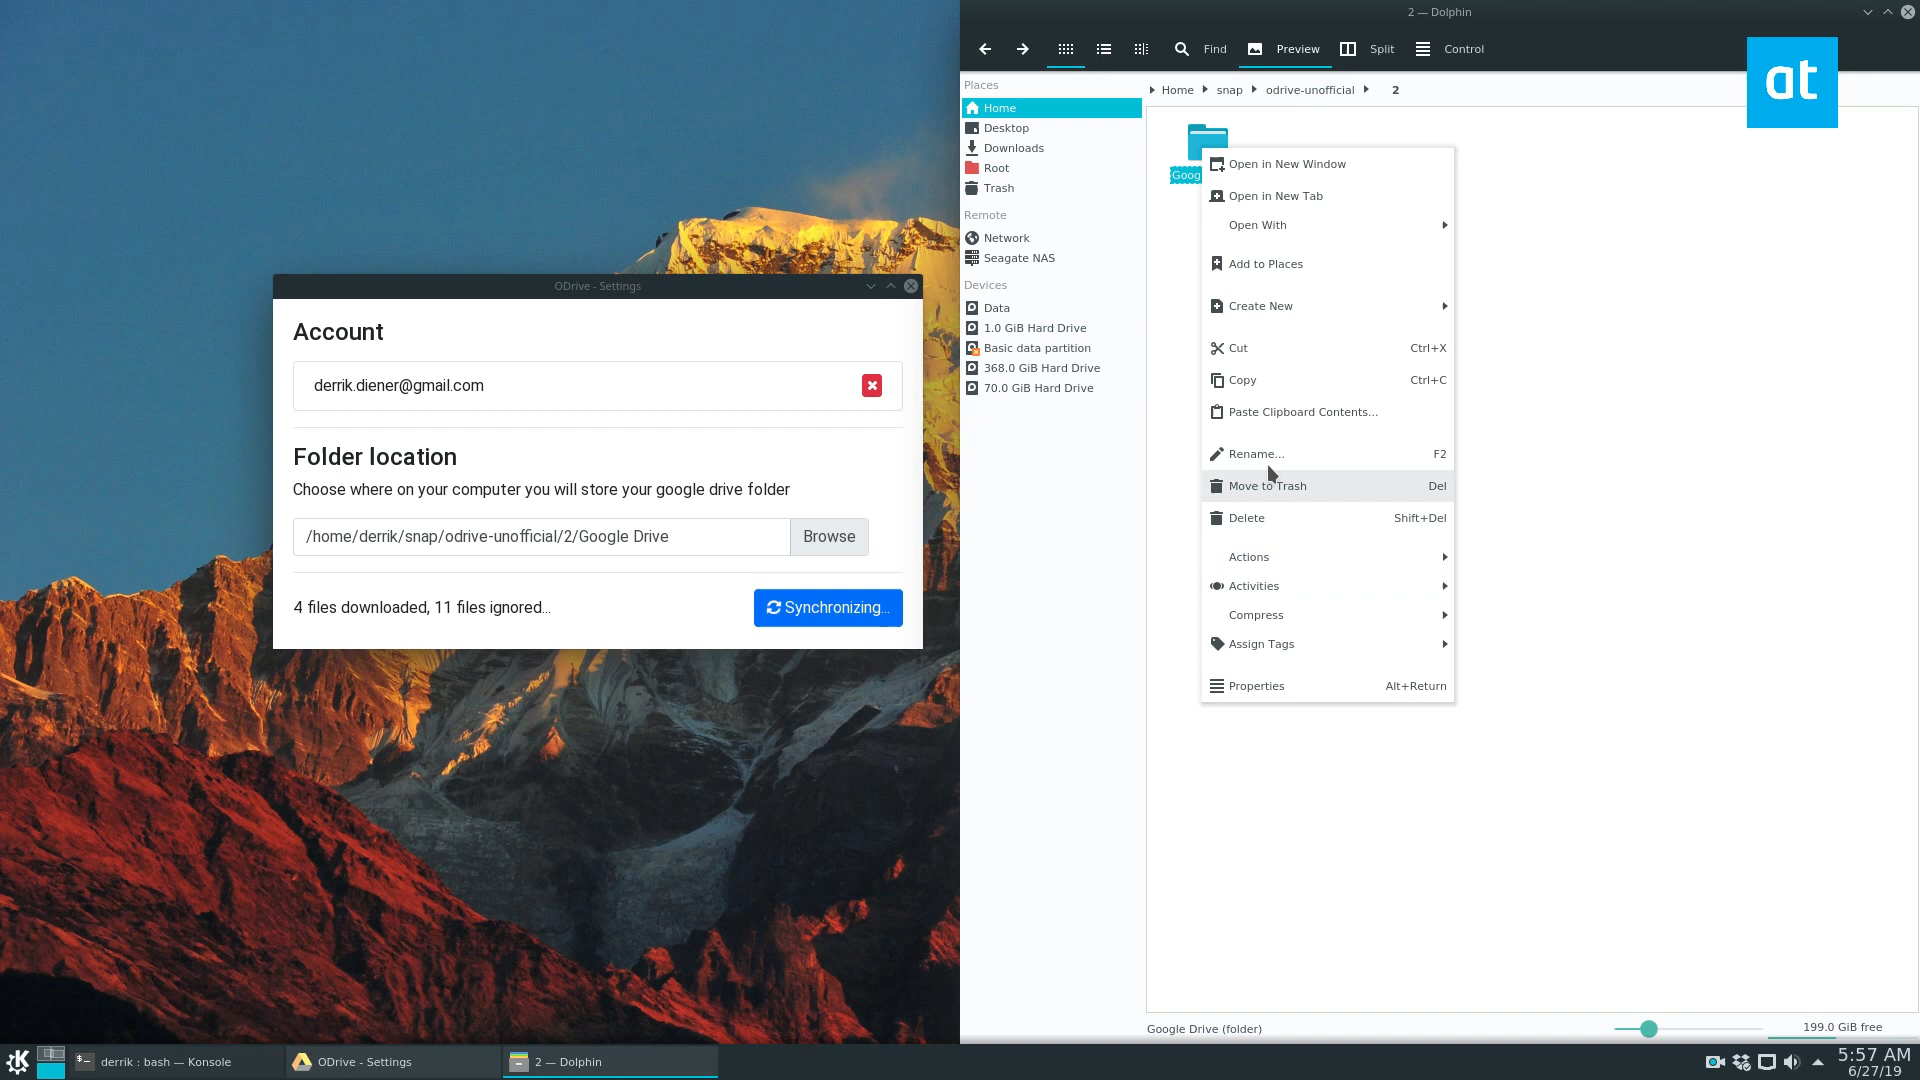 ODrive - Settings
Account
derrik.diener@gmail.com
Folder location
Choose where on your computer you will store your google drive folder
/home/derrik/snap/odrive-unofficial/2/Google Drive
Browse
4 files downloaded, 11 files ignored...
Synchronizing...
2 — Dolphin
Find
Preview
Split
Control
at
Places
Home
Desktop
Downloads
Root
Trash
Remote
Network
Seagate NAS
Devices
Data
1.0 GiB Hard Drive
Basic data partition
368.0 GiB Hard Drive
70.0 GiB Hard Drive
Home snap odrive-unofficial 2
Goog
Open in New Window
Open in New Tab
Open With
Add to Places
Create New
Cut Ctrl+X
Copy Ctrl+C
Paste Clipboard Contents...
Rename... F2
Move to Trash Del
Delete Shift+Del
Actions
Activities
Compress
Assign Tags
Properties Alt+Return
Google Drive (folder)
199.0 GiB free
derrik : bash — Konsole
ODrive - Settings
2 — Dolphin
5:57 AM
6/27/19